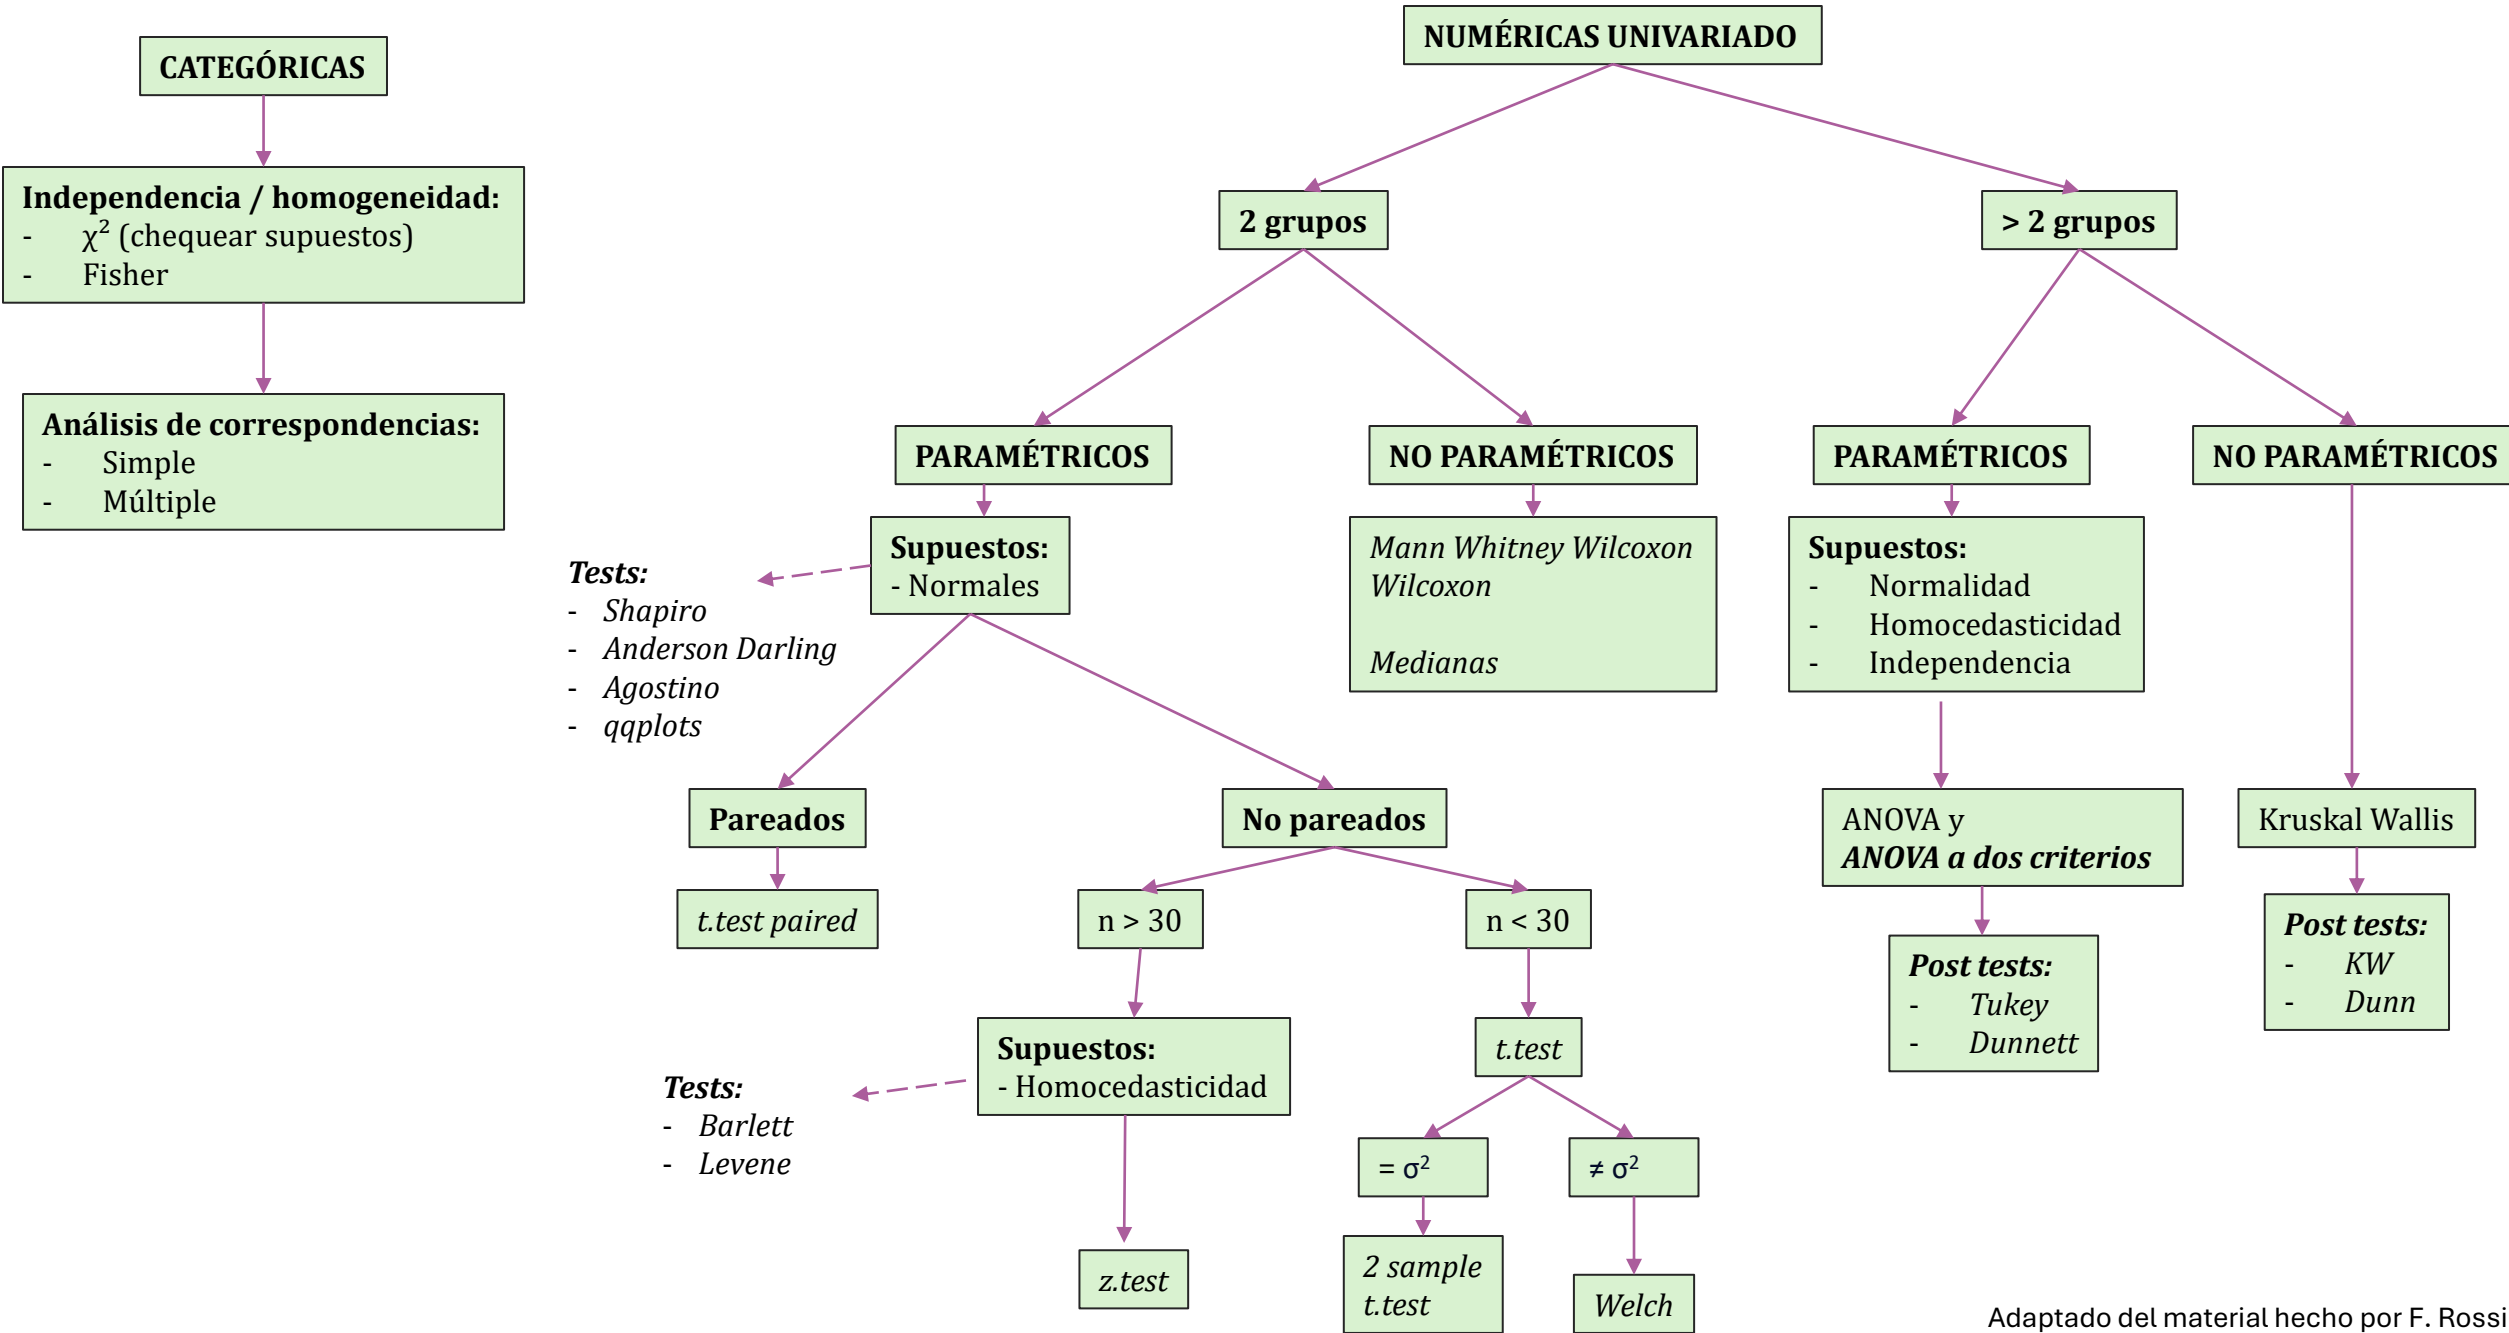 CATEGÓRICAS
Independencia / homogeneidad:
- χ² (chequear supuestos)
- Fisher
Análisis de correspondencias:
- Simple
- Múltiple
NUMÉRICAS UNIVARIADO
2 grupos
> 2 grupos
PARAMÉTRICOS
NO PARAMÉTRICOS
PARAMÉTRICOS
NO PARAMÉTRICOS
Supuestos:
- Normales
Tests:
- Shapiro
- Anderson Darling
- Agostino
- qqplots
Mann Whitney Wilcoxon
Wilcoxon
Medianas
Supuestos:
- Normalidad
- Homocedasticidad
- Independencia
Pareados
No pareados
ANOVA y
ANOVA a dos criterios
Kruskal Wallis
t.test paired
n > 30
n < 30
Post tests:
- Tukey
- Dunnett
Post tests:
- KW
- Dunn
Supuestos:
- Homocedasticidad
Tests:
- Barlett
- Levene
t.test
= σ²
≠ σ²
z.test
2 sample
t.test
Welch
Adaptado del material hecho por F. Rossi